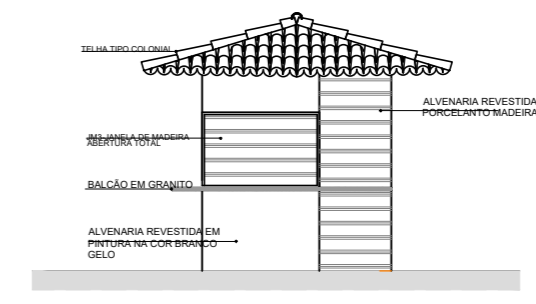 TELHA TIPO COLONIAL
ALVENARIA REVESTIDA
PORCELANTO MADEIRA
JM3-JANELA DE MADEIRA
ABERTURA TOTAL
BALCÃO EM GRANITO
ALVENARIA REVESTIDA EM
PINTURA NA COR BRANCO
GELO